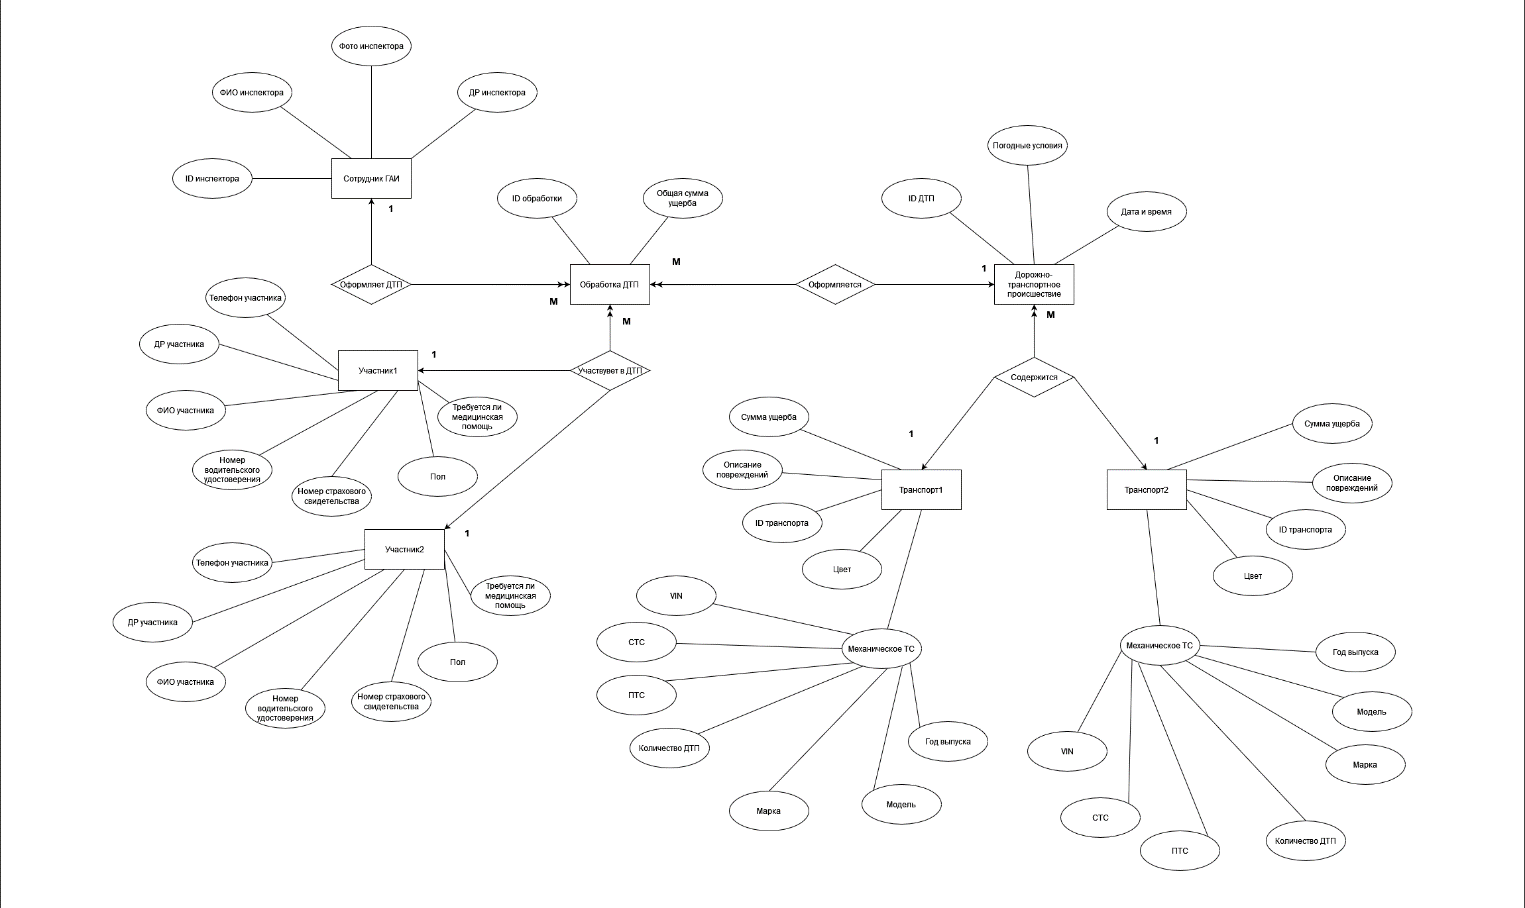 Фото инспектора
ФИО инспектора
ДР инспектора
ID инспектора
Сотрудник ГАИ
1
Оформляет ДТП
M
ID обработки
Общая сумма
ущерба
Обработка ДТП
M
M
Оформляется
1
Погодные условия
ID ДТП
Дата и время
Дорожно-
транспортное
происшествие
M
Содержится
Участвует в ДТП
1
Телефон участника
ДР участника
Участник1
ФИО участника
Требуется ли
медицинская
помощь
Номер
водительского
удостоверения
Номер страхового
свидетельства
Пол
1
Участник2
Телефон участника
Требуется ли
медицинская
помощь
ДР участника
ФИО участника
Пол
Номер
водительского
удостоверения
Номер страхового
свидетельства
1
Сумма ущерба
Описание
повреждений
Транспорт1
ID транспорта
Цвет
VIN
СТС
Механическое ТС
ПТС
Количество ДТП
Год выпуска
Марка
Модель
1
Сумма ущерба
Описание
повреждений
Транспорт2
ID транспорта
Цвет
Механическое ТС
Год выпуска
Модель
VIN
Марка
СТС
Количество ДТП
ПТС